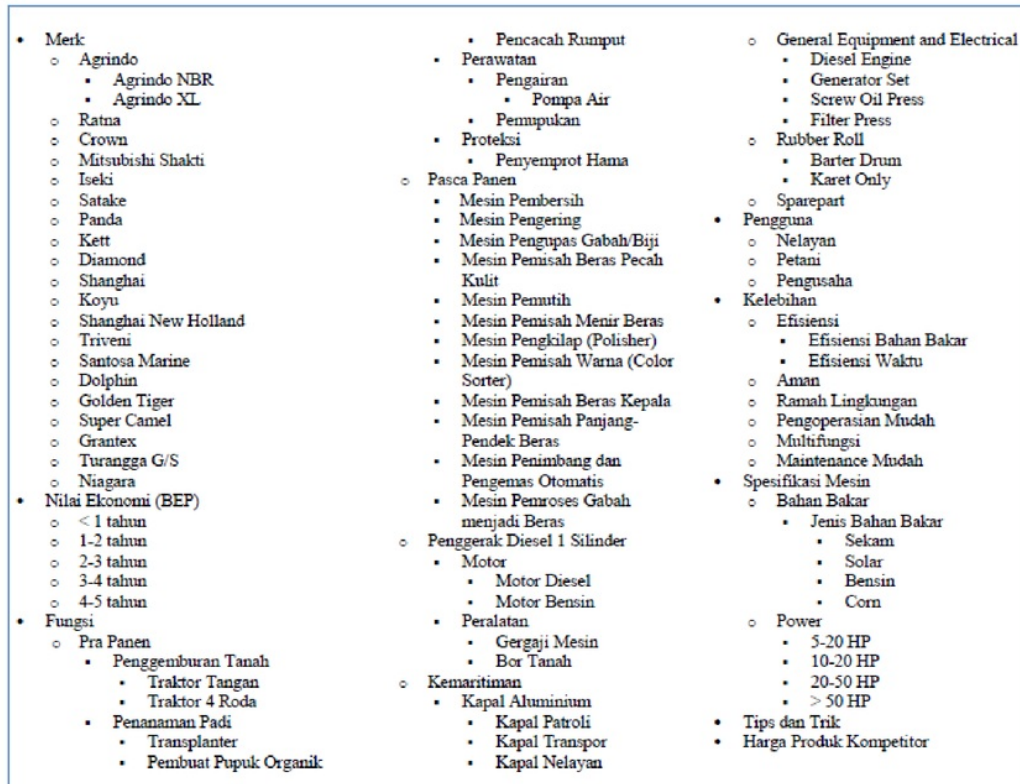 • Merk
o Agrindo
▪ Agrindo NBR
▪ Agrindo XL
o Ratna
o Crown
o Mitsubishi Shakti
o Iseki
o Satake
o Panda
o Kett
o Diamond
o Shanghai
o Koyu
o Shanghai New Holland
o Triveni
o Santosa Marine
o Dolphin
o Golden Tiger
o Super Camel
o Grantex
o Turangga G/S
o Niagara
• Nilai Ekonomi (BEP)
o < 1 tahun
o 1-2 tahun
o 2-3 tahun
o 3-4 tahun
o 4-5 tahun
• Fungsi
o Pra Panen
▪ Penggemburan Tanah
▪ Traktor Tangan
▪ Traktor 4 Roda
▪ Penanaman Padi
▪ Transplanter
▪ Pembuat Pupuk Organik
▪ Pencacah Rumput
▪ Perawatan
▪ Pengairan
▪ Pompa Air
▪ Pemupukan
▪ Proteksi
▪ Penyemprot Hama
o Pasca Panen
▪ Mesin Pembersih
▪ Mesin Pengering
▪ Mesin Pengupas Gabah/Biji
▪ Mesin Pemisah Beras Pecah
Kulit
▪ Mesin Pemutih
▪ Mesin Pemisah Menir Beras
▪ Mesin Pengkilap (Polisher)
▪ Mesin Pemisah Warna (Color
Sorter)
▪ Mesin Pemisah Beras Kepala
▪ Mesin Pemisah Panjang-
Pendek Beras
▪ Mesin Penimbang dan
Pengemas Otomatis
▪ Mesin Pemroses Gabah
menjadi Beras
o Penggerak Diesel 1 Silinder
▪ Motor
▪ Motor Diesel
▪ Motor Bensin
▪ Peralatan
▪ Gergaji Mesin
▪ Bor Tanah
o Kemaritiman
▪ Kapal Aluminium
▪ Kapal Patroli
▪ Kapal Transpor
▪ Kapal Nelayan
o General Equipment and Electrical
▪ Diesel Engine
▪ Generator Set
▪ Screw Oil Press
▪ Filter Press
o Rubber Roll
▪ Barter Drum
▪ Karet Only
o Sparepart
• Pengguna
o Nelayan
o Petani
o Pengusaha
• Kelebihan
o Efisiensi
▪ Efisiensi Bahan Bakar
▪ Efisiensi Waktu
o Aman
o Ramah Lingkungan
o Pengoperasian Mudah
o Multifungsi
o Maintenance Mudah
• Spesifikasi Mesin
o Bahan Bakar
▪ Jenis Bahan Bakar
▪ Sekam
▪ Solar
▪ Bensin
▪ Corn
o Power
▪ 5-20 HP
▪ 10-20 HP
▪ 20-50 HP
▪ > 50 HP
• Tips dan Trik
• Harga Produk Kompetitor